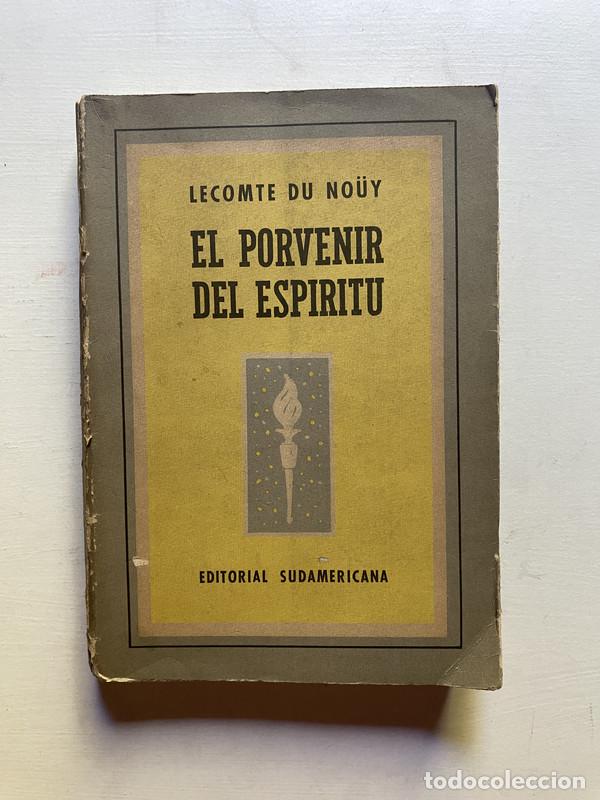 LECOMTE DU NOÜY
EL PORVENIR
DEL ESPIRITU
EDITORIAL SUDAMERICANA
todocoleccion